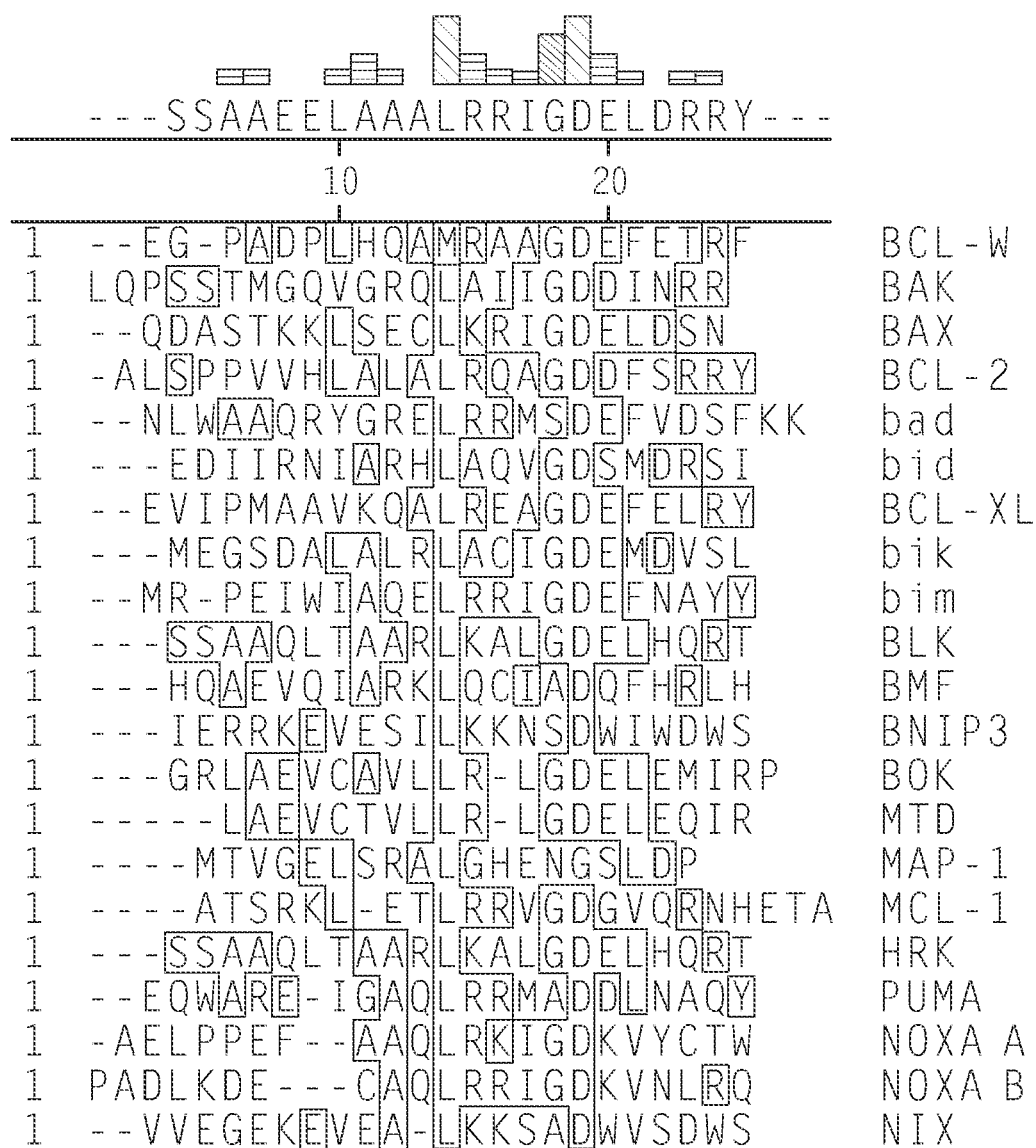 ---SSAAEELAAALRRIGDELDRRY---
10 20
1 --EG-PADPLHQAMRAAGDEFETRF BCL-W
1 LQPSSTMGQVGRQLAIIGDDINRR BAK
1 --QDASTKKLSECLKRIGDELDSN BAX
1 -ALSPPVVHLALALRQAGDDFSRRY BCL-2
1 --NLWAAQRYGRELRRMSDEFVDSFKK bad
1 ---EDIIRNIARHLAQVGDSMDRSI bid
1 --EVIPMAAVKQALREAGDEFELRY BCL-XL
1 ---MEGSDALALRLACIGDEMDVSL bik
1 --MR-PEIWIAQELRRIGDEFNAYY bim
1 ---SSAAQLTAARLKALGDELHQRT BLK
1 ---HQAEVQIARKLQCIADQFHRLH BMF
1 ---IERRKEVESILKKNSDWIWDWS BNIP3
1 ---GRLAEVCAVLLR-LGDELEMIRP BOK
1 -----LAEVCTVLLR-LGDELEQIR MTD
1 ----MTVGELSRALGHENGSLDP MAP-1
1 ----ATSRKL-ETLRRVGDGVQRNHETA MCL-1
1 ---SSAAQLTAARLKALGDELHQRT HRK
1 --EQWARE-IGAQLRRMADDLNAQY PUMA
1 -AELPPEF--AAQLRKIGDKVYCTW NOXA A
1 PADLKDE---CAQLRRIGDKVNLRQ NOXA B
1 --VVEGEKEVEA-LKKSADWVSDWS NIX